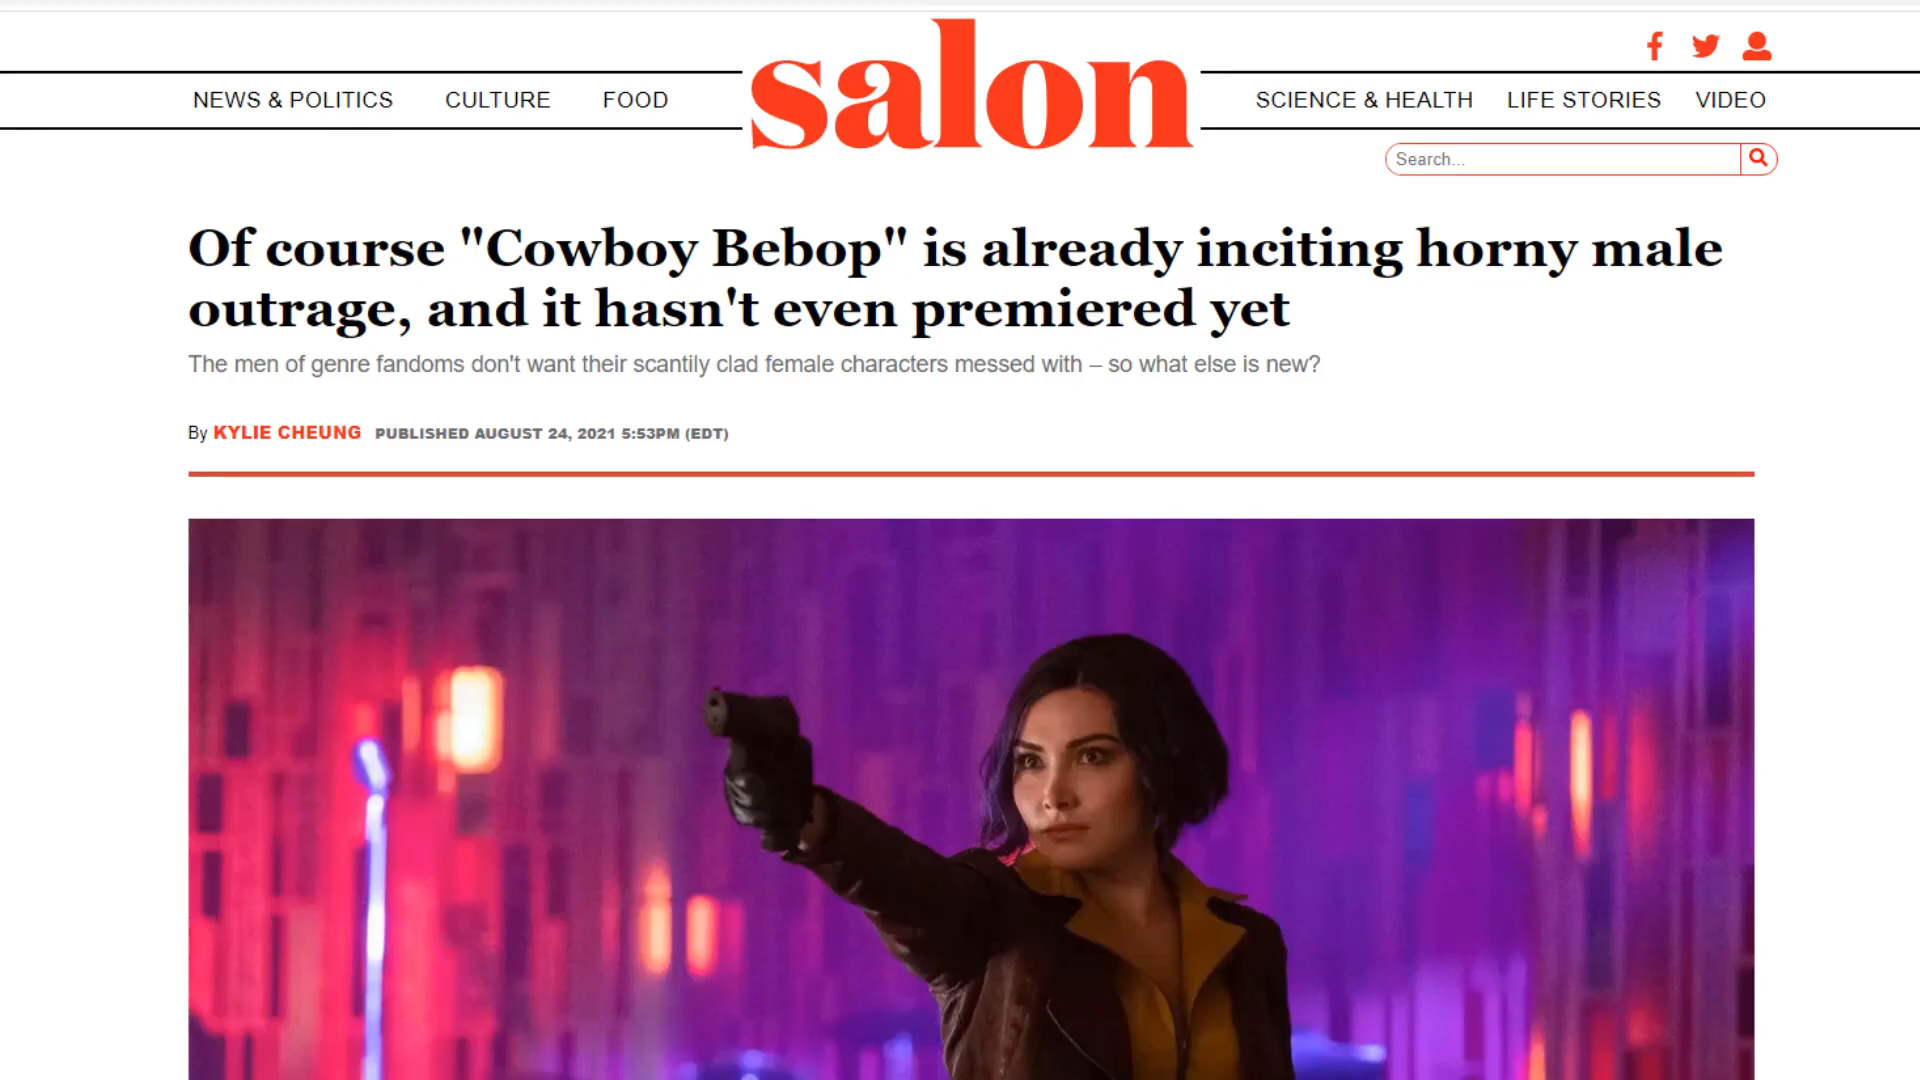 salon
NEWS & POLITICS
CULTURE
FOOD
SCIENCE & HEALTH
LIFE STORIES
VIDEO
Search...
Of course "Cowboy Bebop" is already inciting horny male
outrage, and it hasn't even premiered yet
The men of genre fandoms don't want their scantily clad female characters messed with – so what else is new?
By KYLIE CHEUNG PUBLISHED AUGUST 24, 2021 5:53PM (EDT)